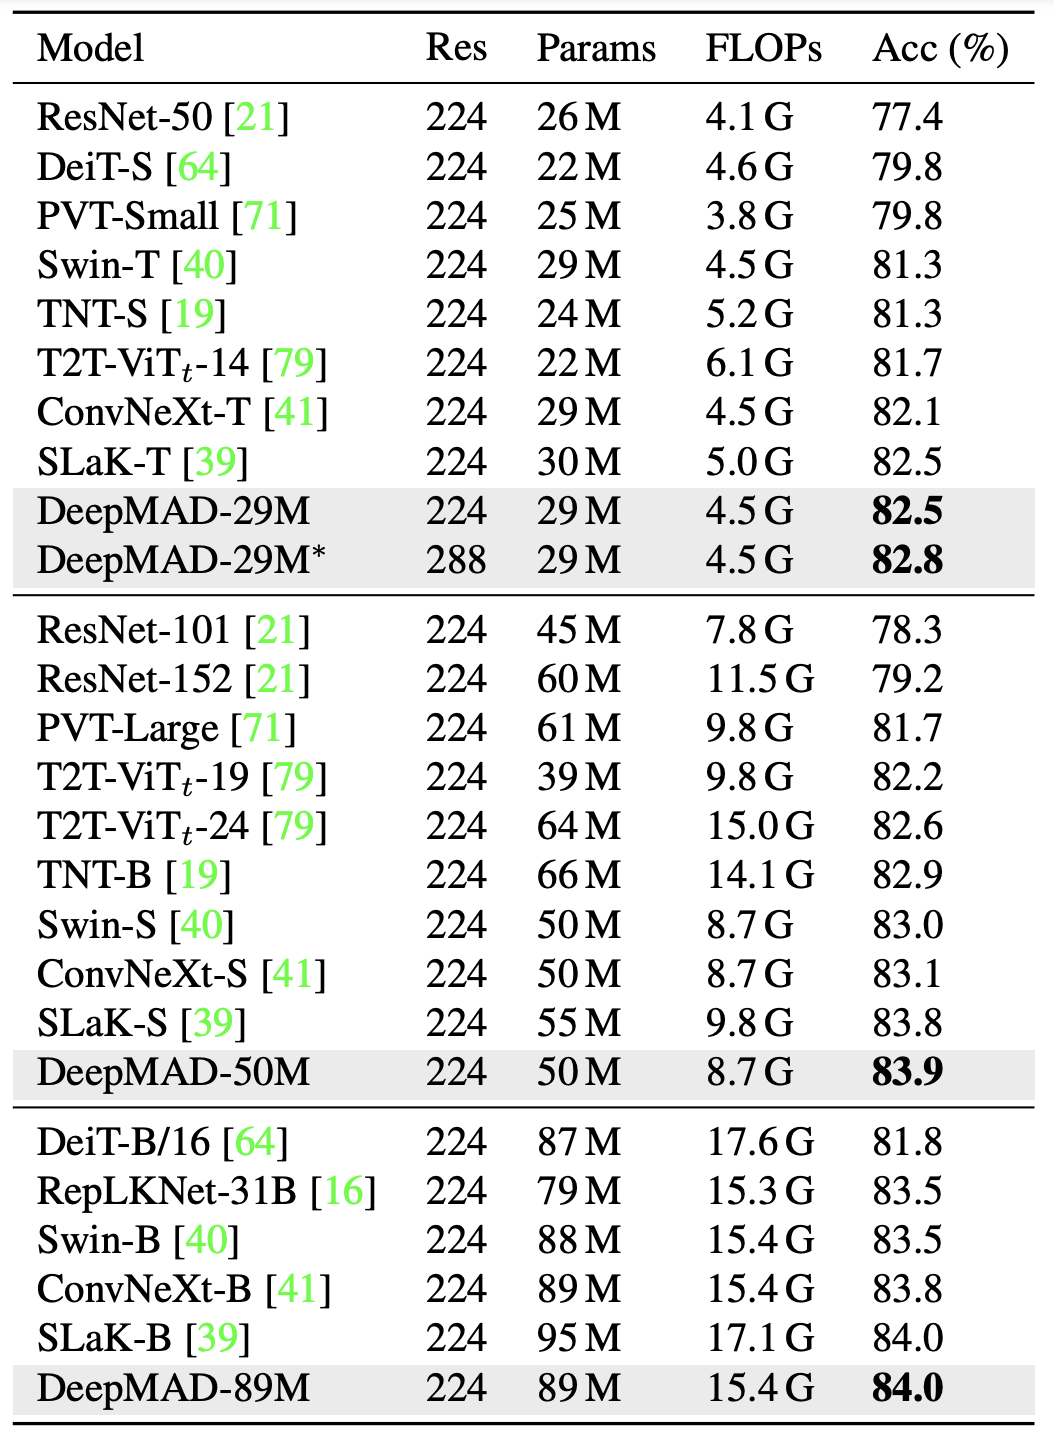 Model Res Params FLOPs Acc (%)
ResNet-50 [21] 224 26 M 4.1 G 77.4
DeiT-S [64] 224 22 M 4.6 G 79.8
PVT-Small [71] 224 25 M 3.8 G 79.8
Swin-T [40] 224 29 M 4.5 G 81.3
TNT-S [19] 224 24 M 5.2 G 81.3
T2T-ViTₜ-14 [79] 224 22 M 6.1 G 81.7
ConvNeXt-T [41] 224 29 M 4.5 G 82.1
SLaK-T [39] 224 30 M 5.0 G 82.5
DeepMAD-29M 224 29 M 4.5 G 82.5
DeepMAD-29M* 288 29 M 4.5 G 82.8
ResNet-101 [21] 224 45 M 7.8 G 78.3
ResNet-152 [21] 224 60 M 11.5 G 79.2
PVT-Large [71] 224 61 M 9.8 G 81.7
T2T-ViTₜ-19 [79] 224 39 M 9.8 G 82.2
T2T-ViTₜ-24 [79] 224 64 M 15.0 G 82.6
TNT-B [19] 224 66 M 14.1 G 82.9
Swin-S [40] 224 50 M 8.7 G 83.0
ConvNeXt-S [41] 224 50 M 8.7 G 83.1
SLaK-S [39] 224 55 M 9.8 G 83.8
DeepMAD-50M 224 50 M 8.7 G 83.9
DeiT-B/16 [64] 224 87 M 17.6 G 81.8
RepLKNet-31B [16] 224 79 M 15.3 G 83.5
Swin-B [40] 224 88 M 15.4 G 83.5
ConvNeXt-B [41] 224 89 M 15.4 G 83.8
SLaK-B [39] 224 95 M 17.1 G 84.0
DeepMAD-89M 224 89 M 15.4 G 84.0